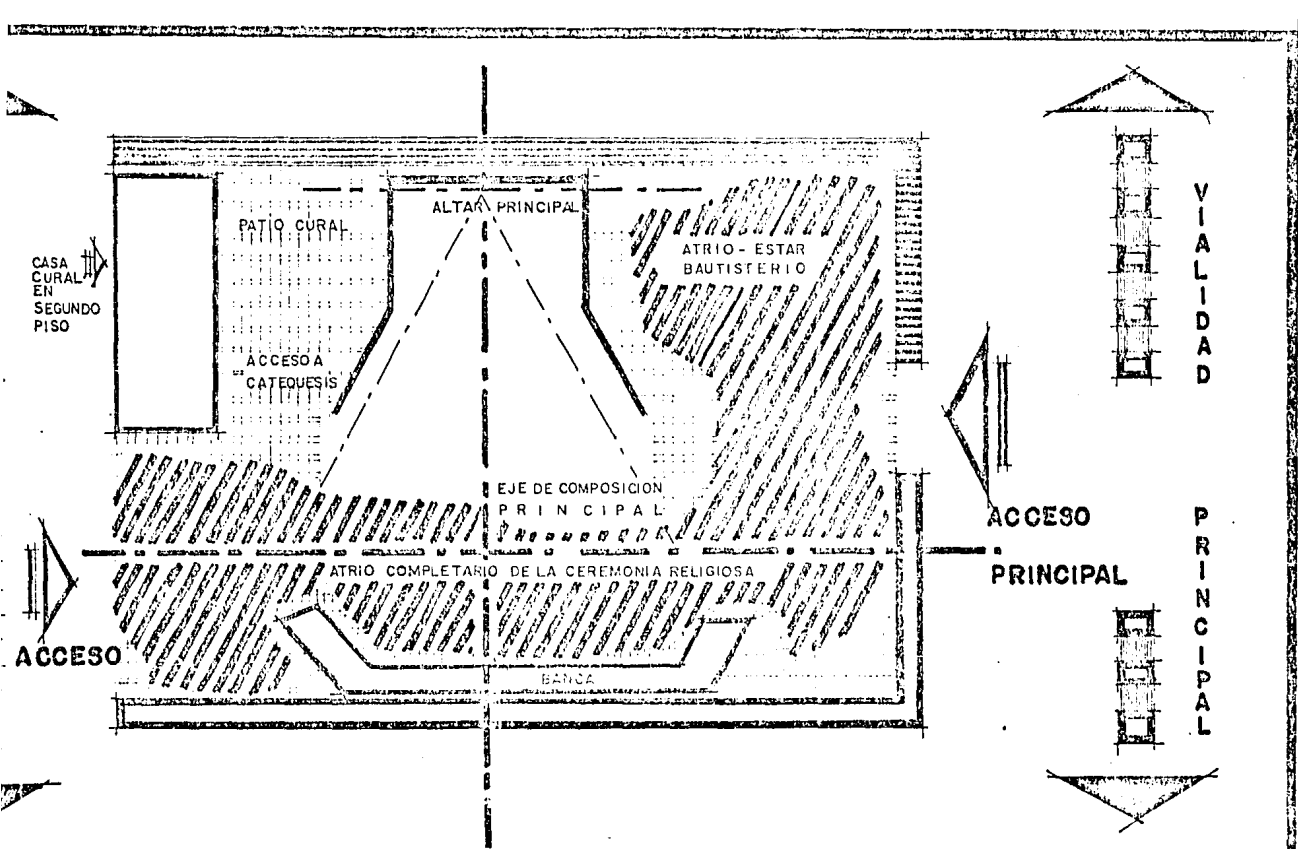 ALTAR PRINCIPAL
PATIO CURAL
ATRIO - ESTAR
BAUTISTERIO
CASA
CURAL
EN
SEGUNDO
PISO
ACCESO A
CATEQUESIS
EJE DE COMPOSICION
PRINCIPAL
ATRIO COMPLETARIO DE LA CEREMONIA RELIGIOSA
BANCA
ACCESO
ACCESO
PRINCIPAL
VIALIDAD
PRINCIPAL